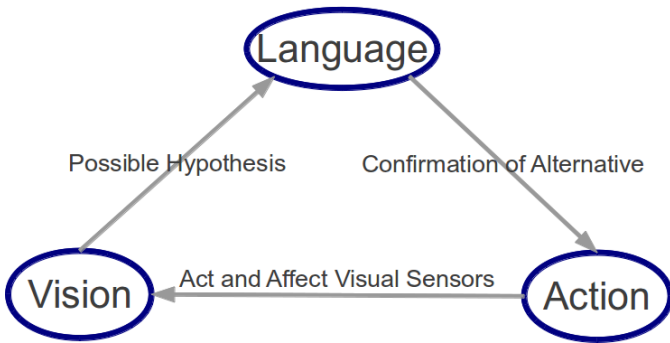 Language
Possible Hypothesis
Confirmation of Alternative
Act and Affect Visual Sensors
Vision
Action